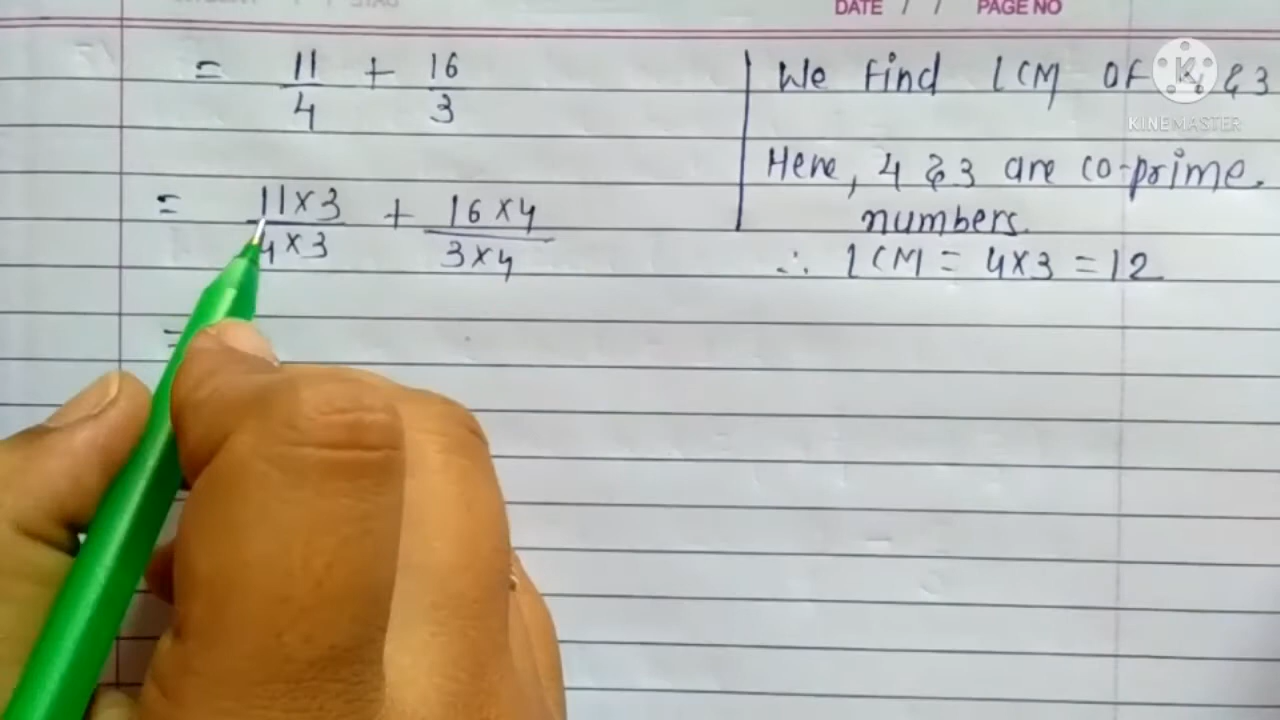 DATE / / PAGE NO
= 11/4 + 16/3
We find LCM OF 4 & 3
KINEMASTER
Here, 4 & 3 are co-prime.
numbers.
= 11×3/4×3 + 16×4/3×4
∴ LCM = 4×3 = 12
=